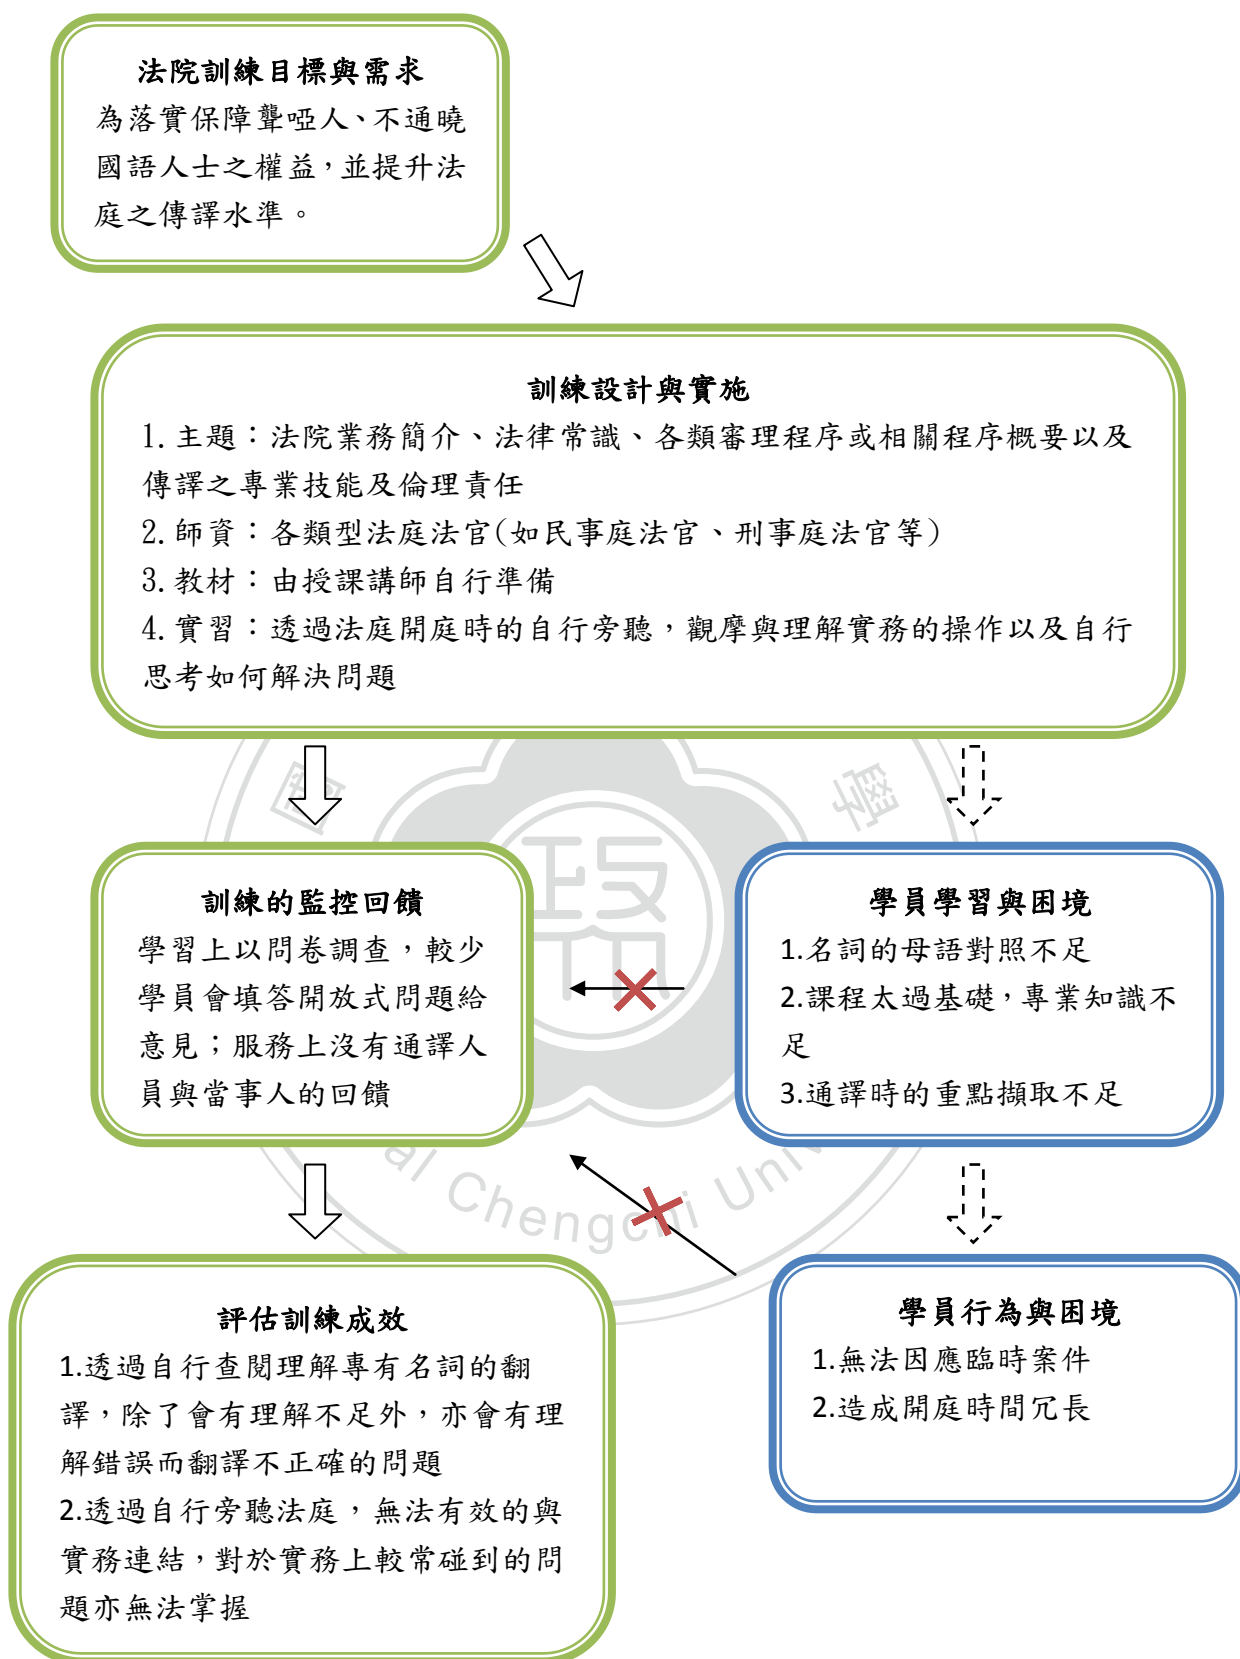 法院訓練目標與需求
為落實保障聾啞人、不通曉
國語人士之權益，並提升法
庭之傳譯水準。
訓練設計與實施
1.主題：法院業務簡介、法律常識、各類審理程序或相關程序概要以及
傳譯之專業技能及倫理責任
2.師資：各類型法庭法官(如民事庭法官、刑事庭法官等)
3.教材：由授課講師自行準備
4.實習：透過法庭開庭時的自行旁聽，觀摩與理解實務的操作以及自行
思考如何解決問題
國
學
政
訓練的監控回饋
學習上以問卷調查，較少
學員會填答開放式問題給
意見；服務上沒有通譯人
員與當事人的回饋
學員學習與困境
1.名詞的母語對照不足
2.課程太過基礎，專業知識不
足
3.通譯時的重點擷取不足
al Chengchi Univ
評估訓練成效
1.透過自行查閱理解專有名詞的翻
譯，除了會有理解不足外，亦會有理
解錯誤而翻譯不正確的問題
2.透過自行旁聽法庭，無法有效的與
實務連結，對於實務上較常碰到的問
題亦無法掌握
學員行為與困境
1.無法因應臨時案件
2.造成開庭時間冗長